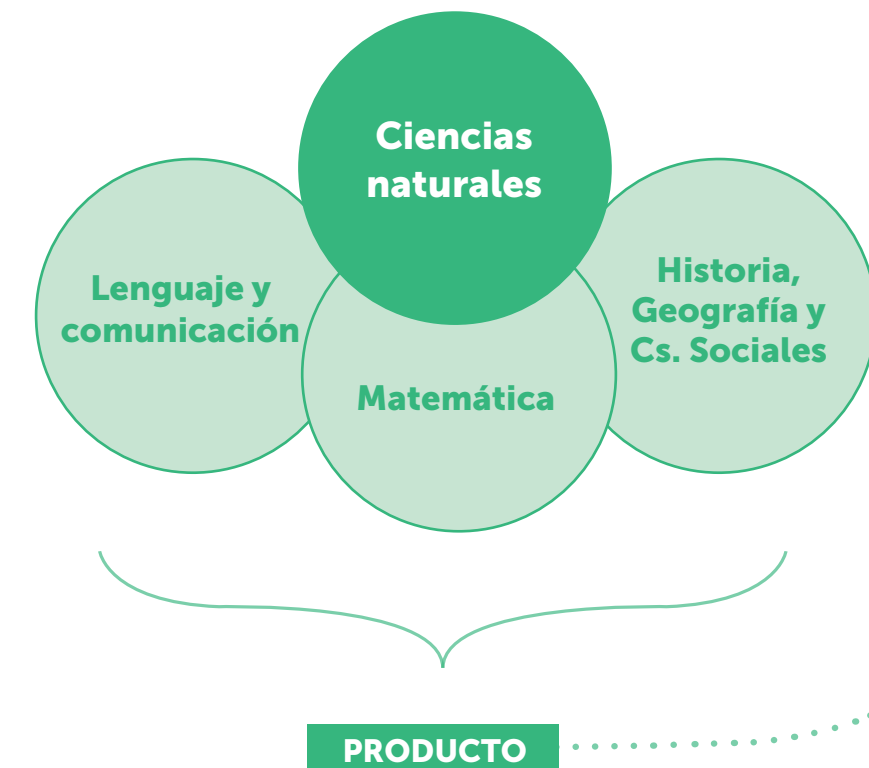 Ciencias
naturales
Lenguaje y
comunicación
Historia,
Geografía y
Cs. Sociales
Matemática
PRODUCTO